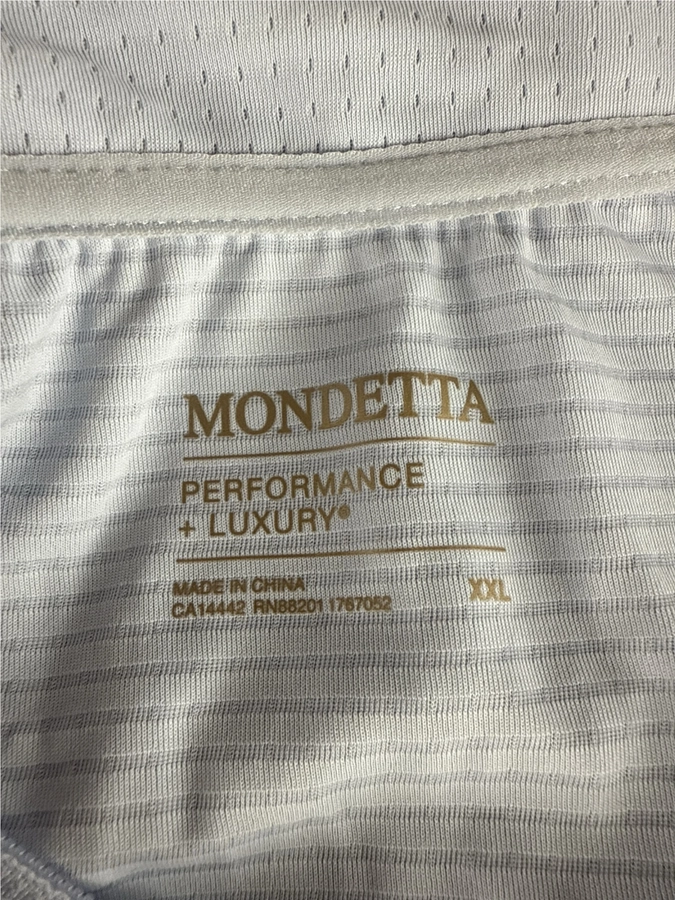 MONDETTA
PERFORMANCE
+ LUXURY®
MADE IN CHINA
CA14442 RN88201 1767052
XXL